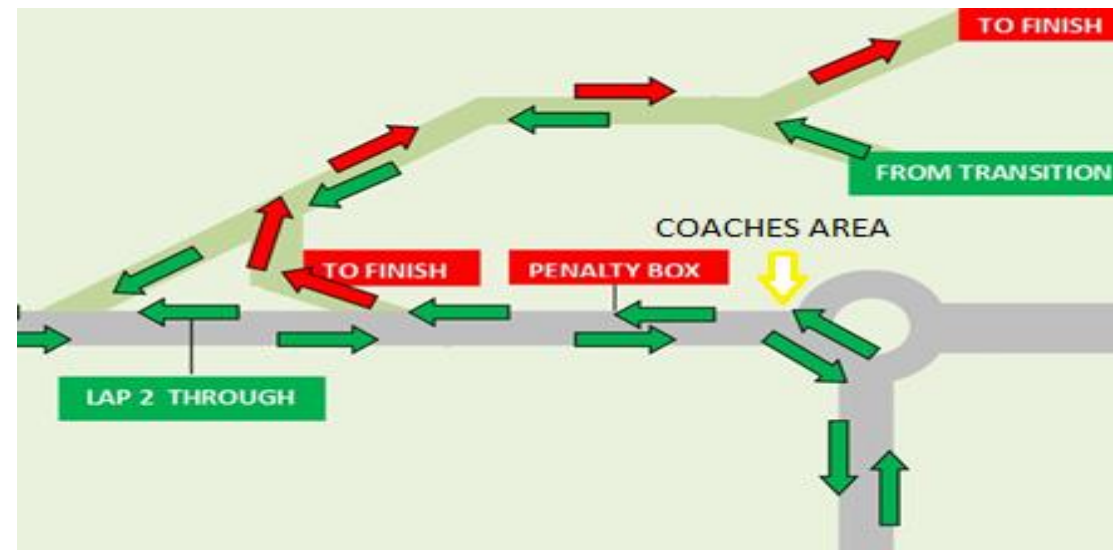 TO FINISH
FROM TRANSITION
COACHES AREA
TO FINISH
PENALTY BOX
LAP 2 THROUGH